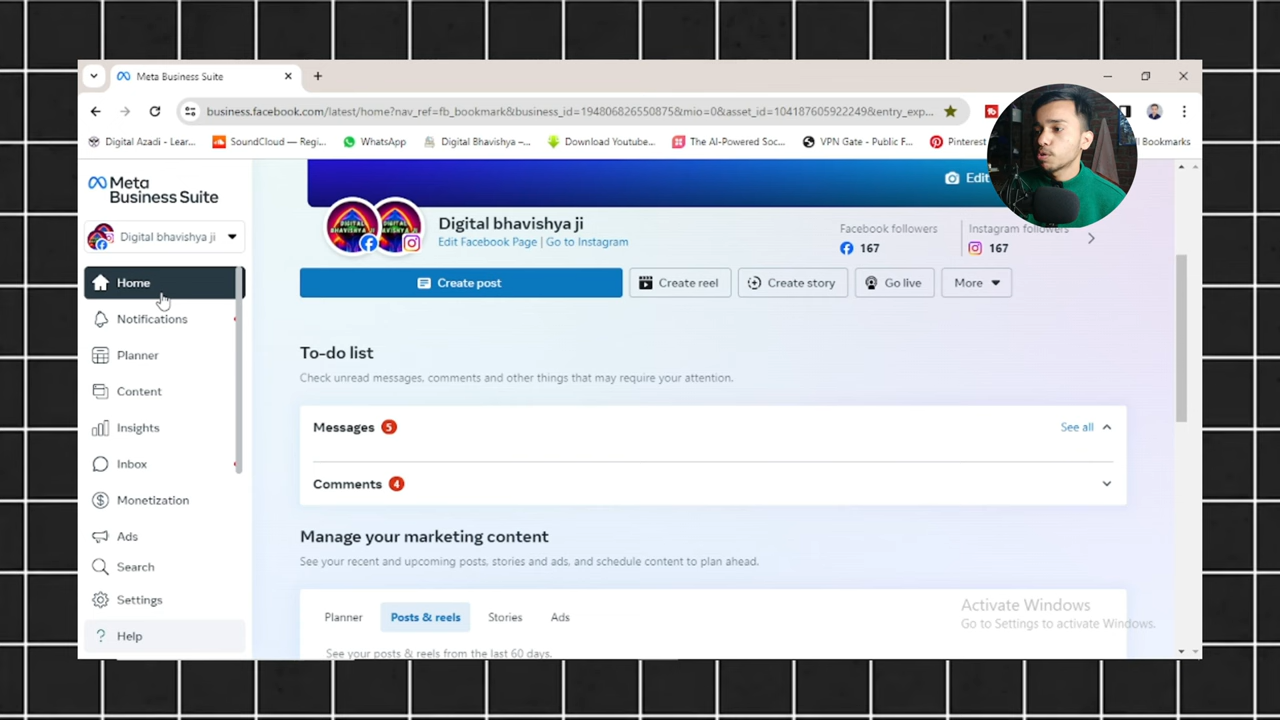 Meta Business Suite
business.facebook.com/latest/home?nav_ref=fb_bookmark&business_id=194806826550875&mio=0&asset_id=104187605922249&entry_exp...
Digital Azadi - Lear...
SoundCloud — Regi...
WhatsApp
Digital Bhavishya –...
Download Youtube...
The AI-Powered Soc...
VPN Gate - Public F...
Pinterest
Bookmarks
Meta
Business Suite
Digital bhavishya ji
Home
Notifications
Planner
Content
Insights
Inbox
Monetization
Ads
Search
Settings
Help
Edit
Digital bhavishya ji
Edit Facebook Page | Go to Instagram
Facebook followers
167
Instagram followers
167
Create post
Create reel
Create story
Go live
More
To-do list
Check unread messages, comments and other things that may require your attention.
Messages 5
See all
Comments 4
Manage your marketing content
See your recent and upcoming posts, stories and ads, and schedule content to plan ahead.
Planner
Posts & reels
Stories
Ads
See your posts & reels from the last 60 days.
Activate Windows
Go to Settings to activate Windows.